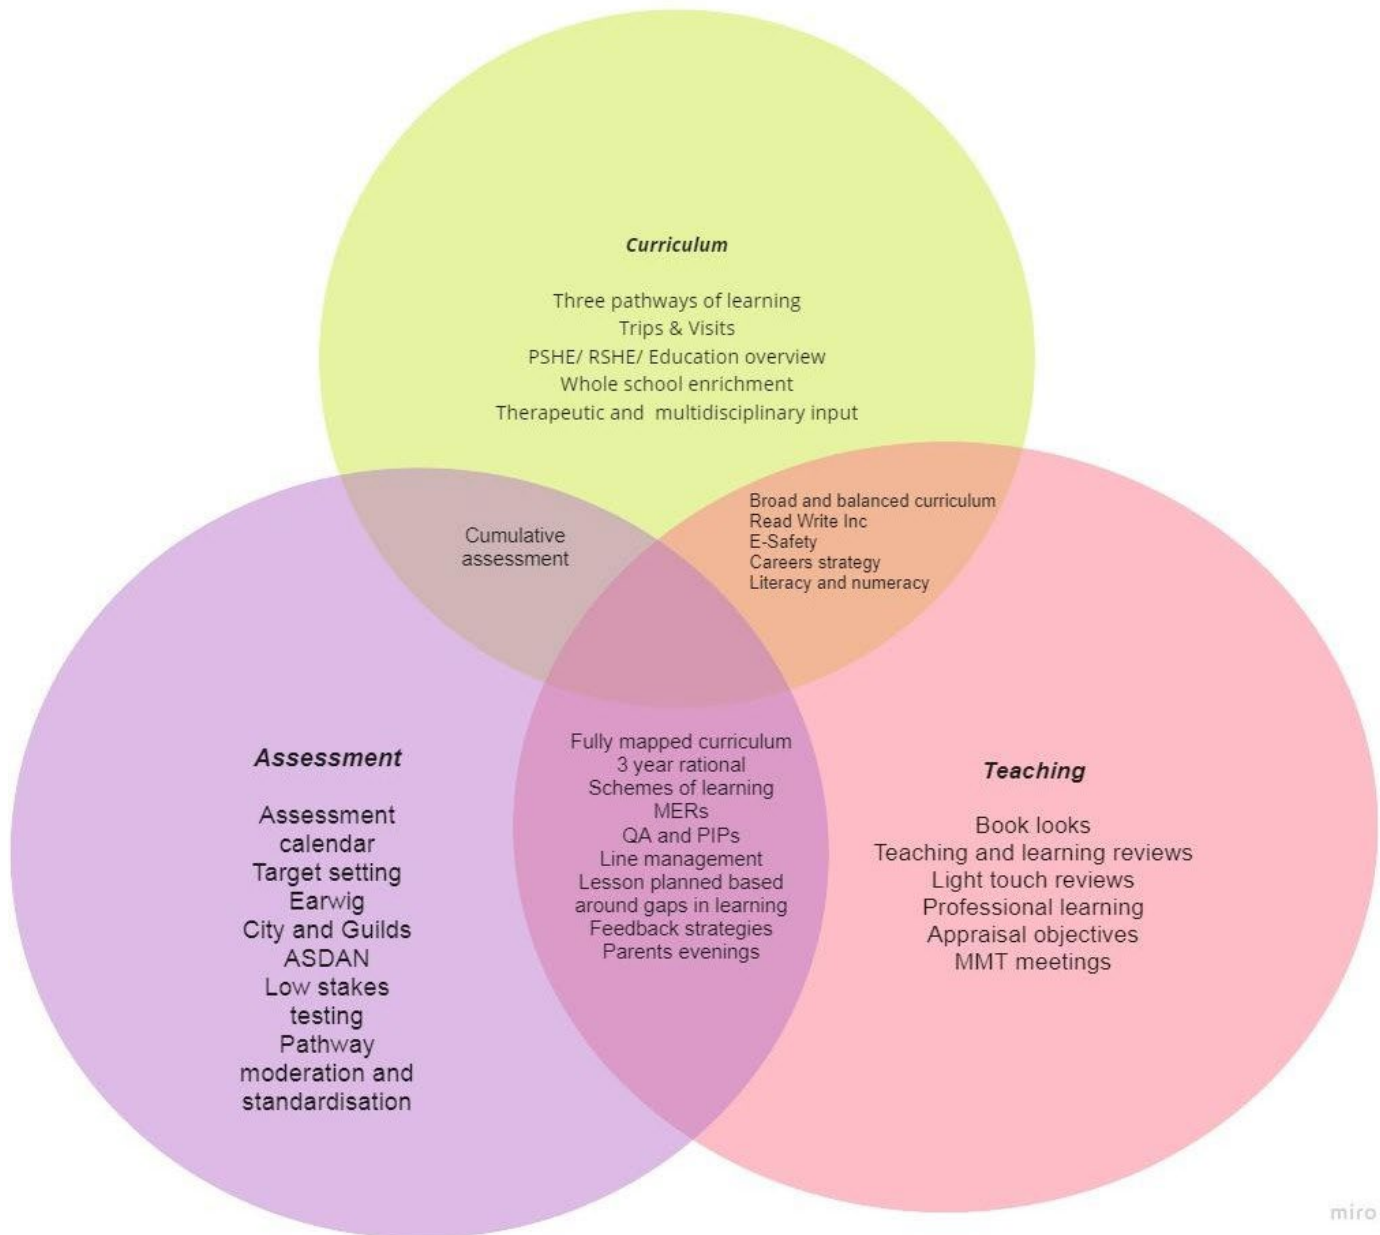 Curriculum
Three pathways of learning
Trips & Visits
PSHE/ RSHE/ Education overview
Whole school enrichment
Therapeutic and  multidisciplinary input
Broad and balanced curriculum
Read Write Inc
E-Safety
Careers strategy
Literacy and numeracy
Cumulative
assessment
Assessment
Assessment
calendar
Target setting
Earwig
City and Guilds
ASDAN
Low stakes
testing
Pathway
moderation and
standardisation
Fully mapped curriculum
3 year rational
Schemes of learning
MERs
QA and PIPs
Line management
Lesson planned based
around gaps in learning
Feedback strategies
Parents evenings
Teaching
Book looks
Teaching and learning reviews
Light touch reviews
Professional learning
Appraisal objectives
MMT meetings
miro